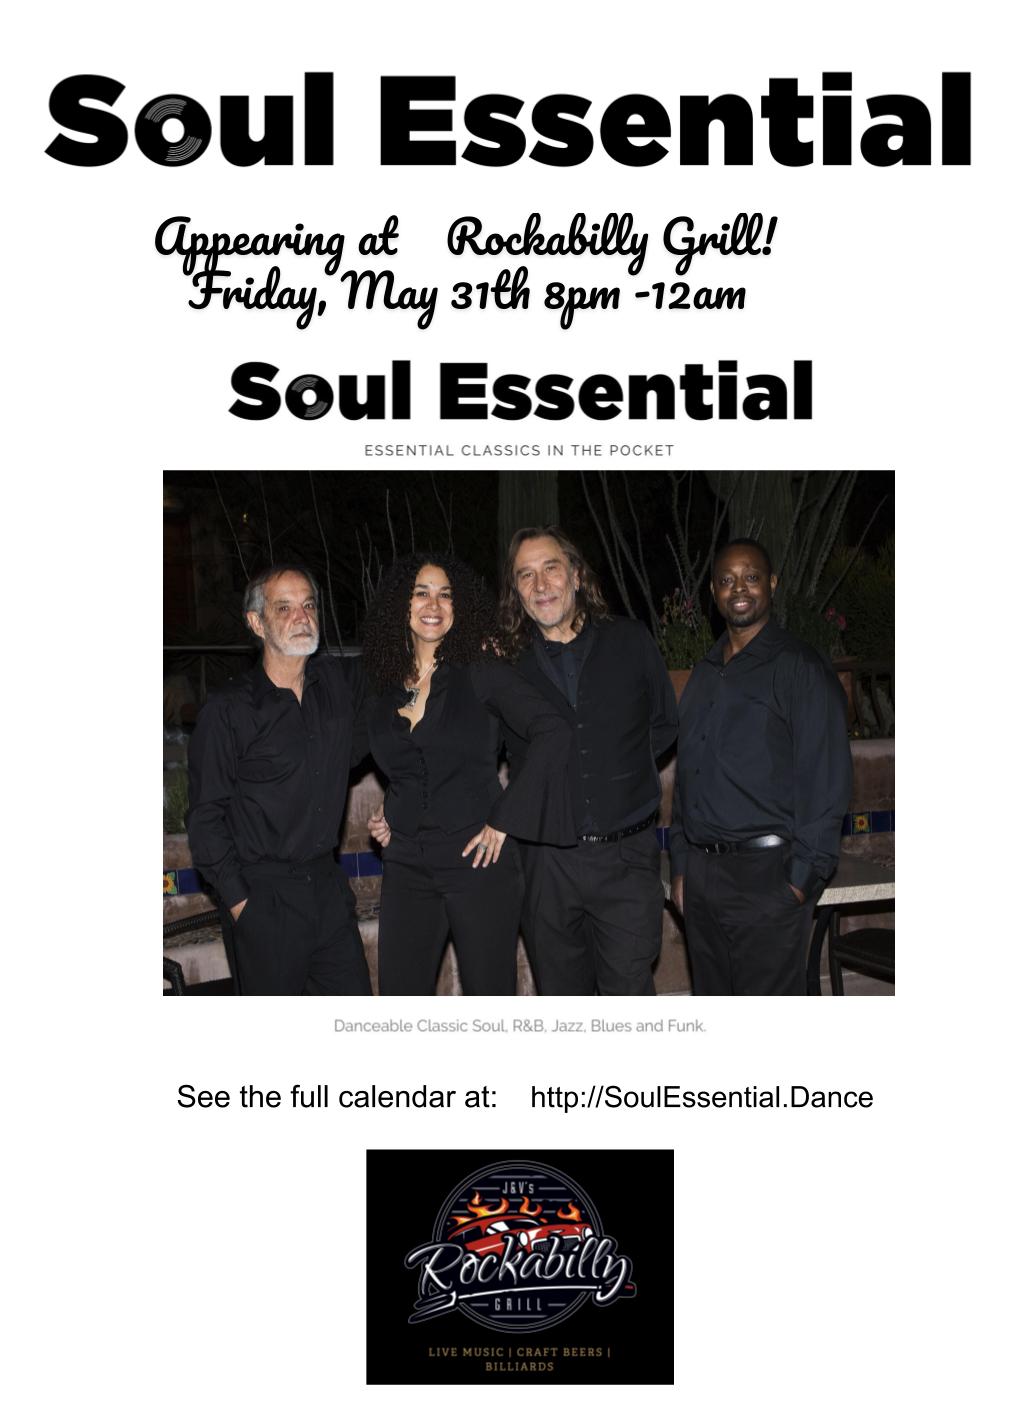 Soul Essential
Appearing at Rockabilly Grill!
Friday, May 31th 8pm -12am
Soul Essential
ESSENTIAL CLASSICS IN THE POCKET
Danceable Classic Soul, R&B, Jazz, Blues and Funk.
See the full calendar at: http://SoulEssential.Dance
J&V's
Rockabilly
GRILL
LIVE MUSIC | CRAFT BEERS |
BILLIARDS